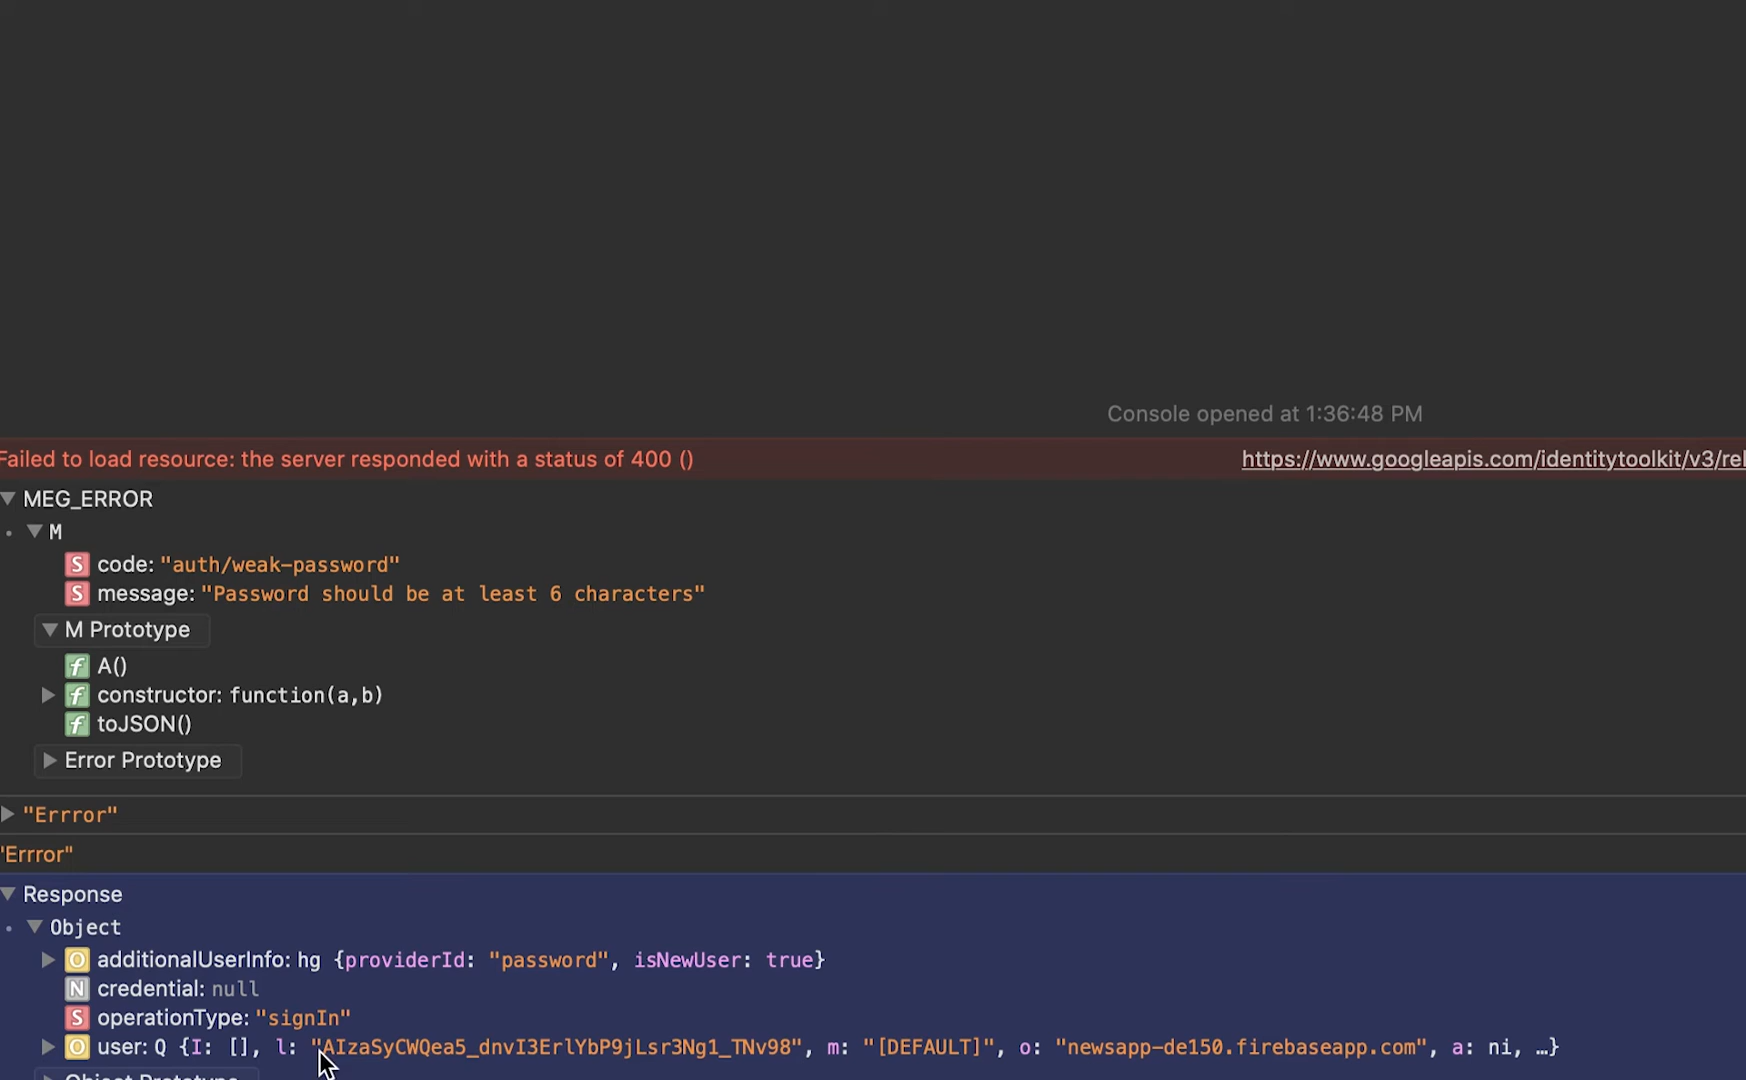 Console opened at 1:36:48 PM
Failed to load resource: the server responded with a status of 400 () https://www.googleapis.com/identitytoolkit/v3/rel
MEG_ERROR
M
S code: "auth/weak-password"
S message: "Password should be at least 6 characters"
M Prototype
f A()
f constructor: function(a,b)
f toJSON()
Error Prototype
"Errror"
"Errror"
Response
Object
O additionalUserInfo: hg {providerId: "password", isNewUser: true}
N credential: null
S operationType: "signIn"
O user: Q {I: [], l: "AIzaSyCWQea5_dnvI3ErlYbP9jLsr3Ng1_TNv98", m: "[DEFAULT]", o: "newsapp-de150.firebaseapp.com", a: ni, …}
Object Prototype